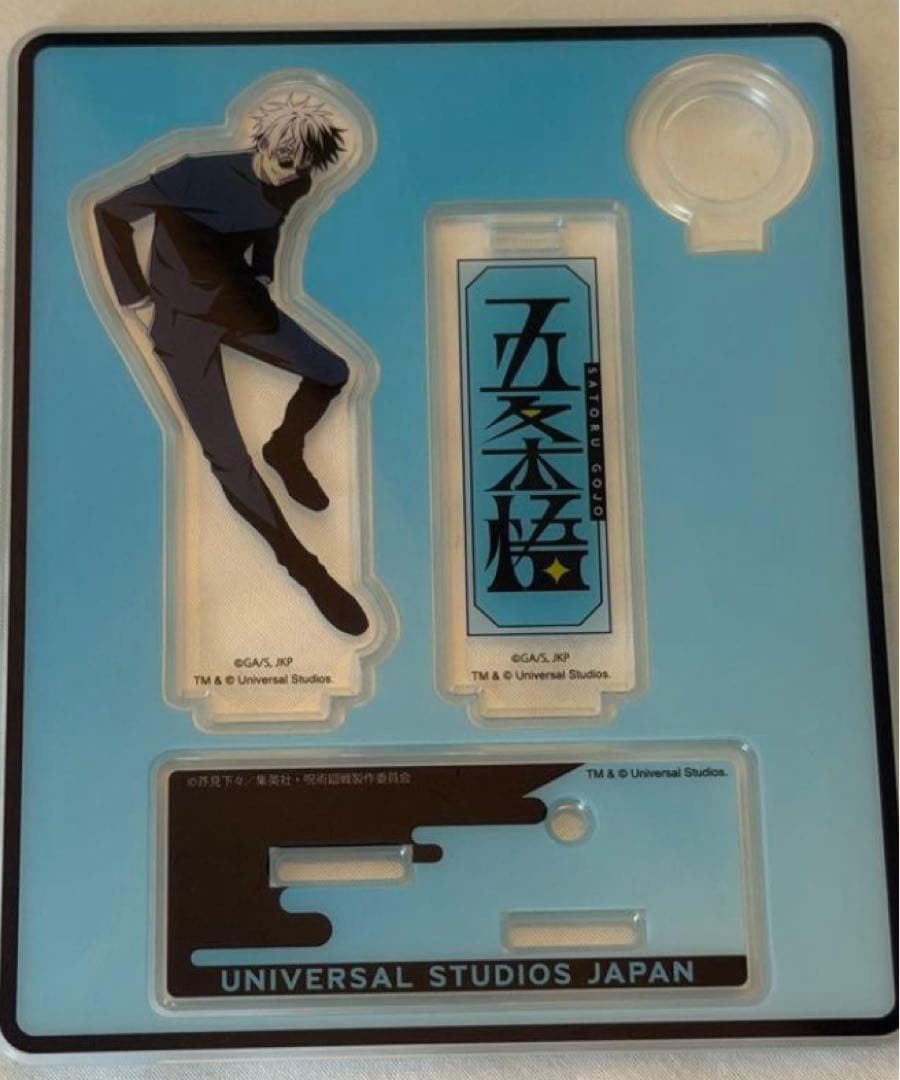 五条悟
SATORU GOJO
©GA/S, JKP
TM & © Universal Studios.
©GA/S, JKP
TM & © Universal Studios.
©芥見下々／集英社・呪術廻戦製作委員会
TM & © Universal Studios.
UNIVERSAL STUDIOS JAPAN